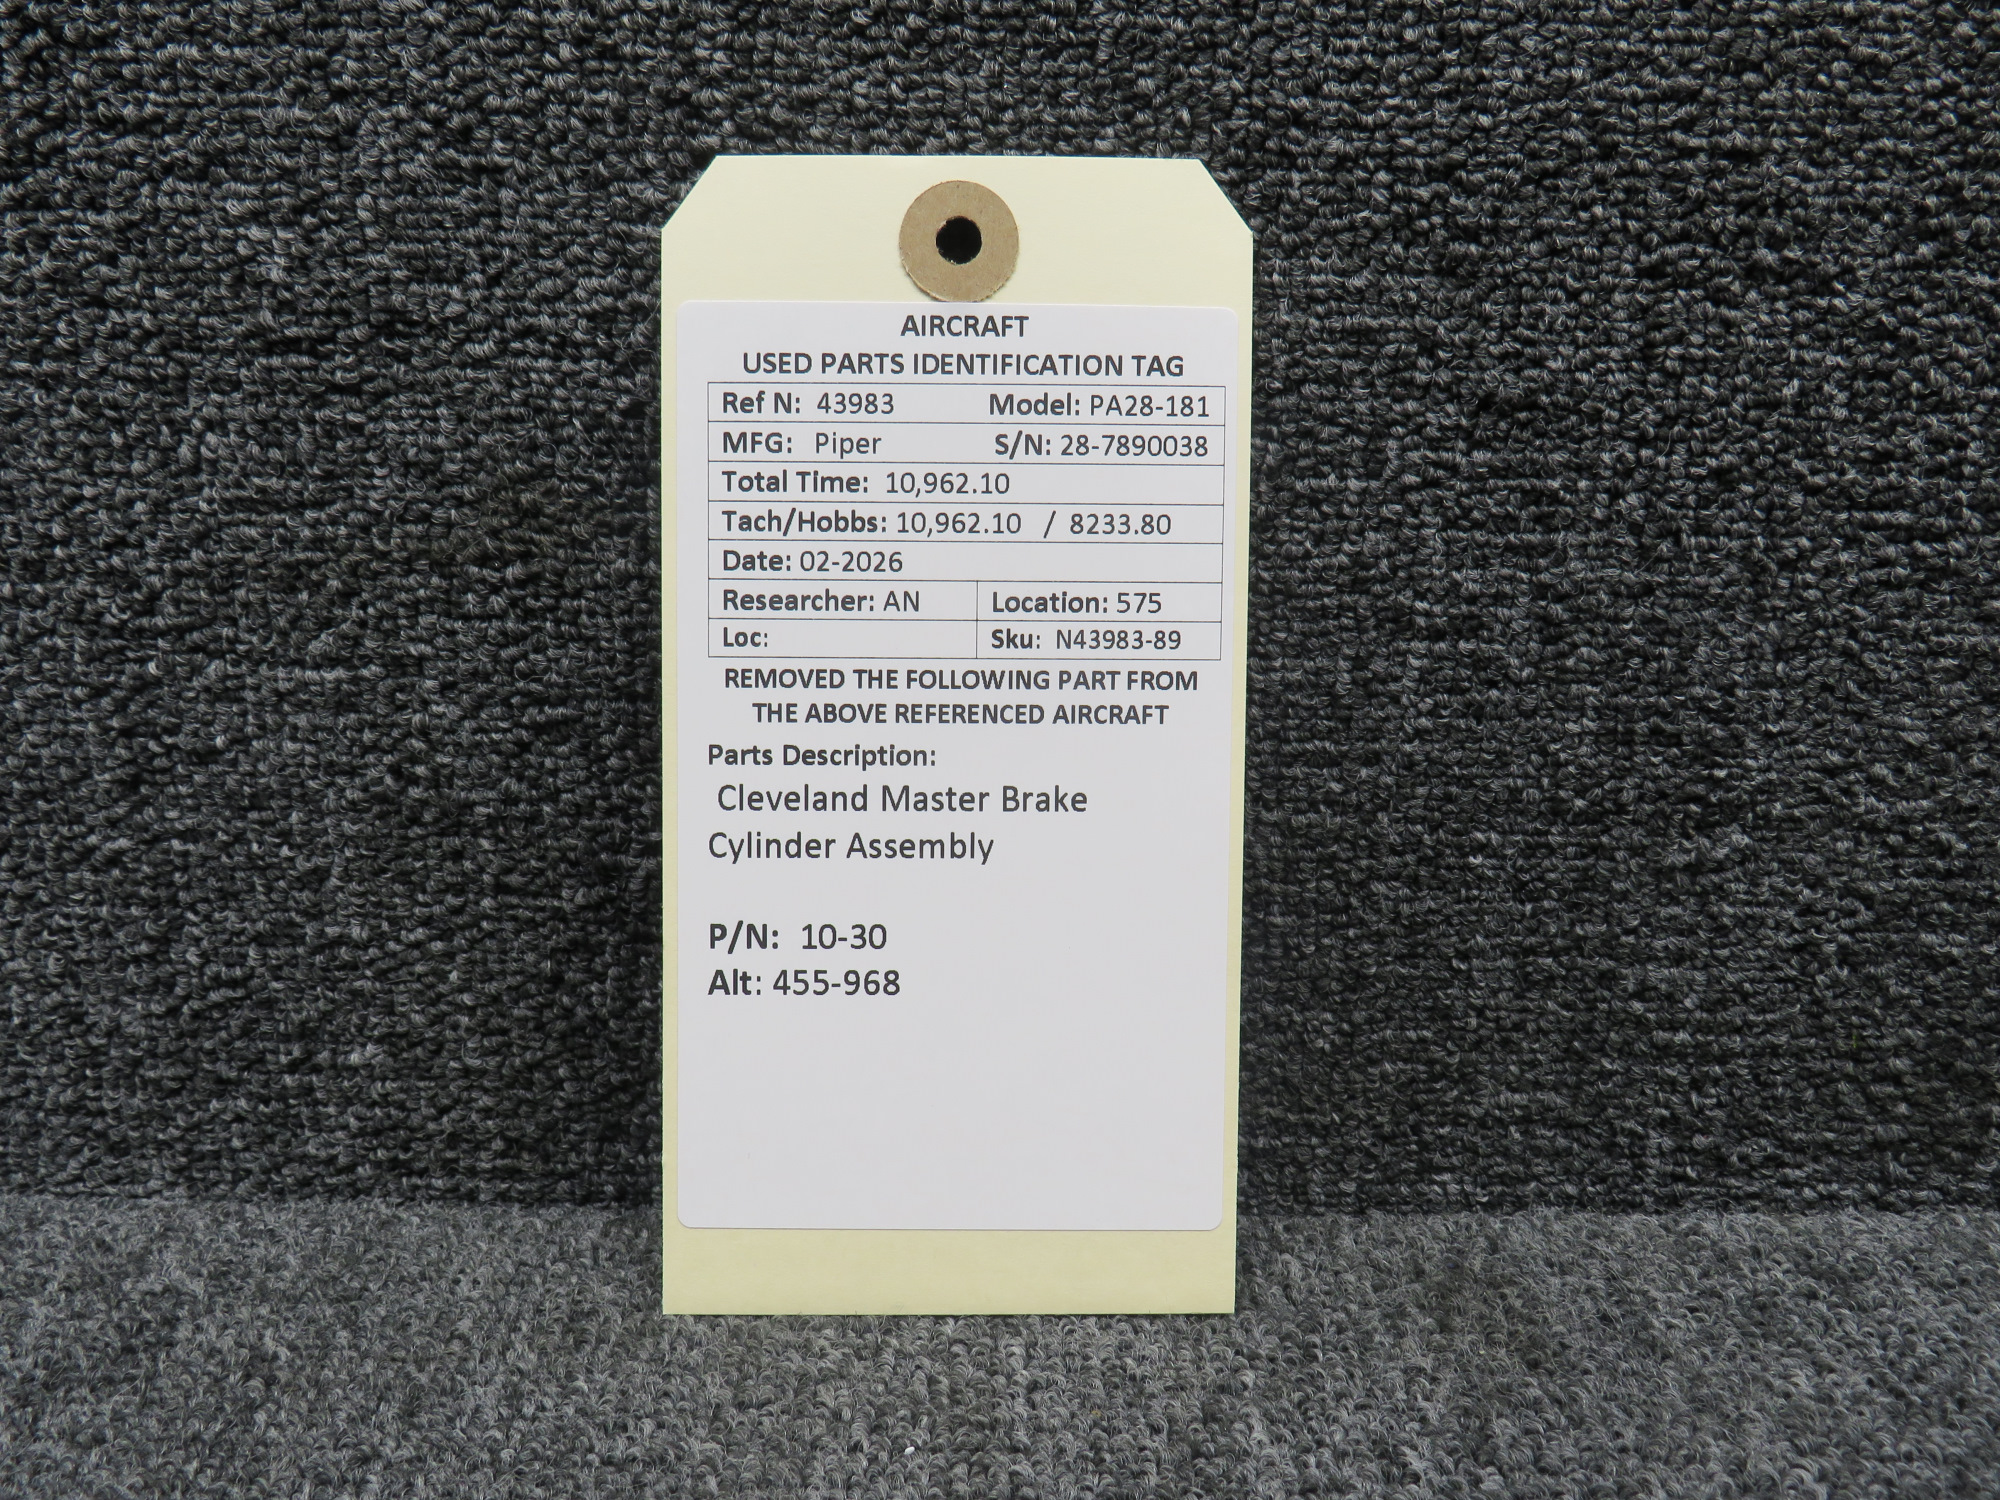 AIRCRAFT
USED PARTS IDENTIFICATION TAG
Ref N: 43983 Model: PA28-181
MFG: Piper S/N: 28-7890038
Total Time: 10,962.10
Tach/Hobbs: 10,962.10 / 8233.80
Date: 02-2026
Researcher: AN Location: 575
Loc: Sku: N43983-89
REMOVED THE FOLLOWING PART FROM
THE ABOVE REFERENCED AIRCRAFT
Parts Description:
Cleveland Master Brake
Cylinder Assembly
P/N: 10-30
Alt: 455-968